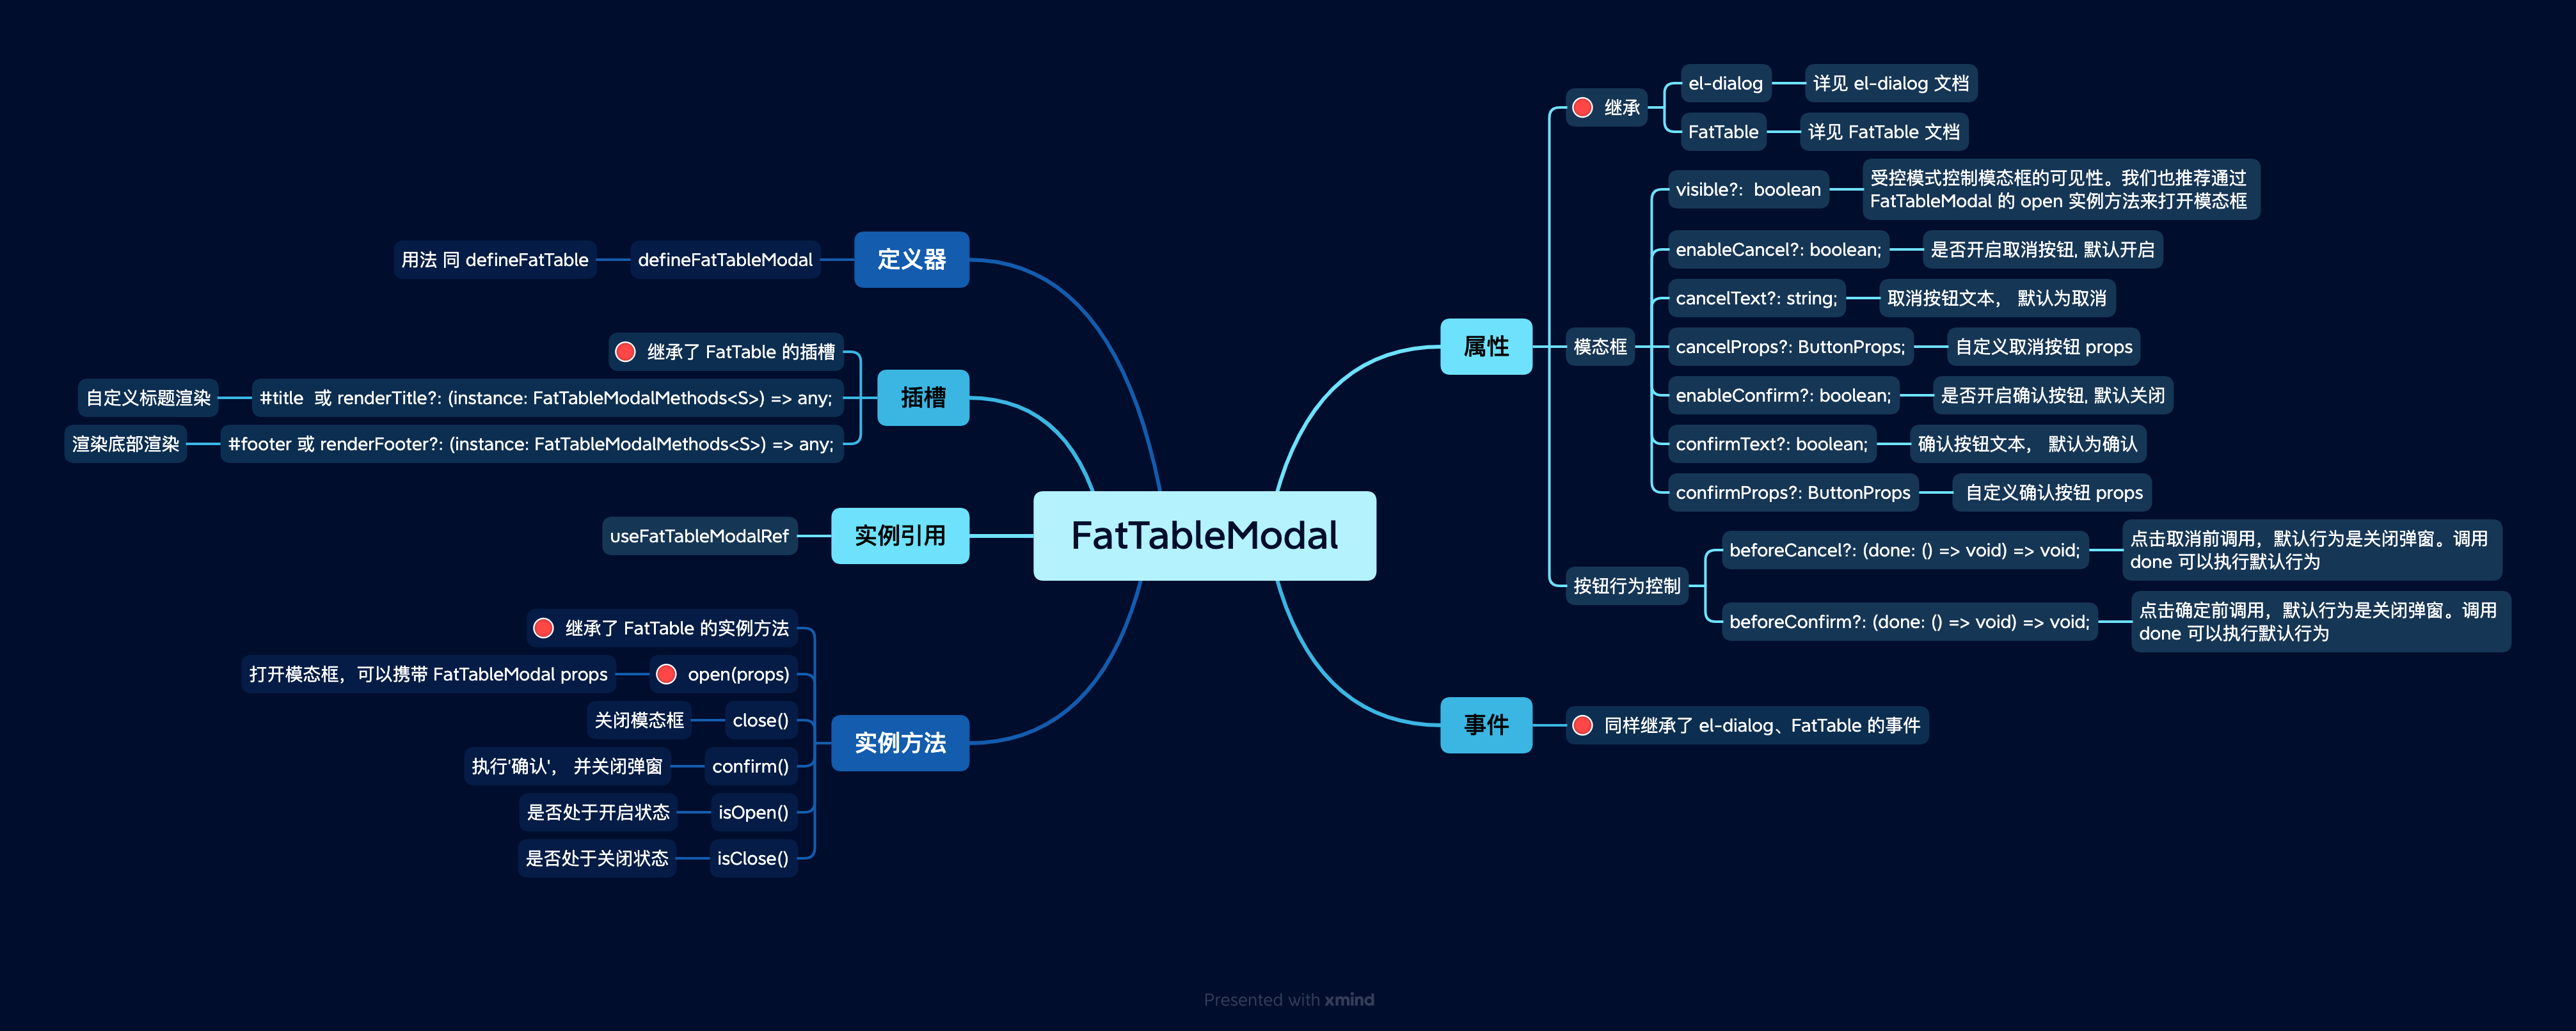 FatTableModal
定义器
defineFatTableModal
用法 同 defineFatTable
插槽
继承了 FatTable 的插槽
#title 或 renderTitle?: (instance: FatTableModalMethods<S>) => any;
自定义标题渲染
#footer 或 renderFooter?: (instance: FatTableModalMethods<S>) => any;
渲染底部渲染
实例引用
useFatTableModalRef
实例方法
继承了 FatTable 的实例方法
open(props)
打开模态框，可以携带 FatTableModal props
close()
关闭模态框
confirm()
执行'确认'， 并关闭弹窗
isOpen()
是否处于开启状态
isClose()
是否处于关闭状态
属性
继承
el-dialog
详见 el-dialog 文档
FatTable
详见 FatTable 文档
模态框
visible?: boolean
受控模式控制模态框的可见性。我们也推荐通过
FatTableModal 的 open 实例方法来打开模态框
enableCancel?: boolean;
是否开启取消按钮, 默认开启
cancelText?: string;
取消按钮文本， 默认为取消
cancelProps?: ButtonProps;
自定义取消按钮 props
enableConfirm?: boolean;
是否开启确认按钮, 默认关闭
confirmText?: boolean;
确认按钮文本， 默认为确认
confirmProps?: ButtonProps
自定义确认按钮 props
按钮行为控制
beforeCancel?: (done: () => void) => void;
点击取消前调用，默认行为是关闭弹窗。调用
done 可以执行默认行为
beforeConfirm?: (done: () => void) => void;
点击确定前调用，默认行为是关闭弹窗。调用
done 可以执行默认行为
事件
同样继承了 el-dialog、FatTable 的事件
Presented with xmind